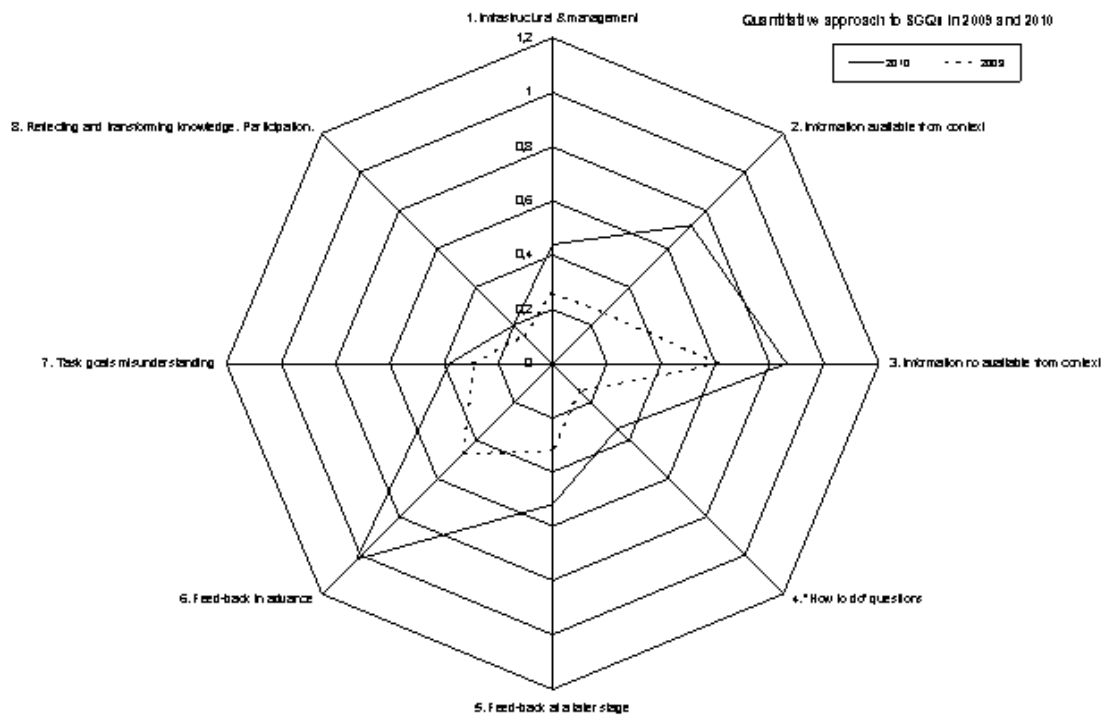 1. Infrastructural & management
Quantitative approach to SGQs in 2009 and 2010
2010
2009
1,2
1
0,8
0,6
0,4
0,2
0
8. Reflecting and transforming knowledge. Participation.
2. Information available from context
7. Task goals misunderstanding
3. Information no available from context
6. Feed-back in advance
4."How to do" questions
5. Feed-back at a later stage